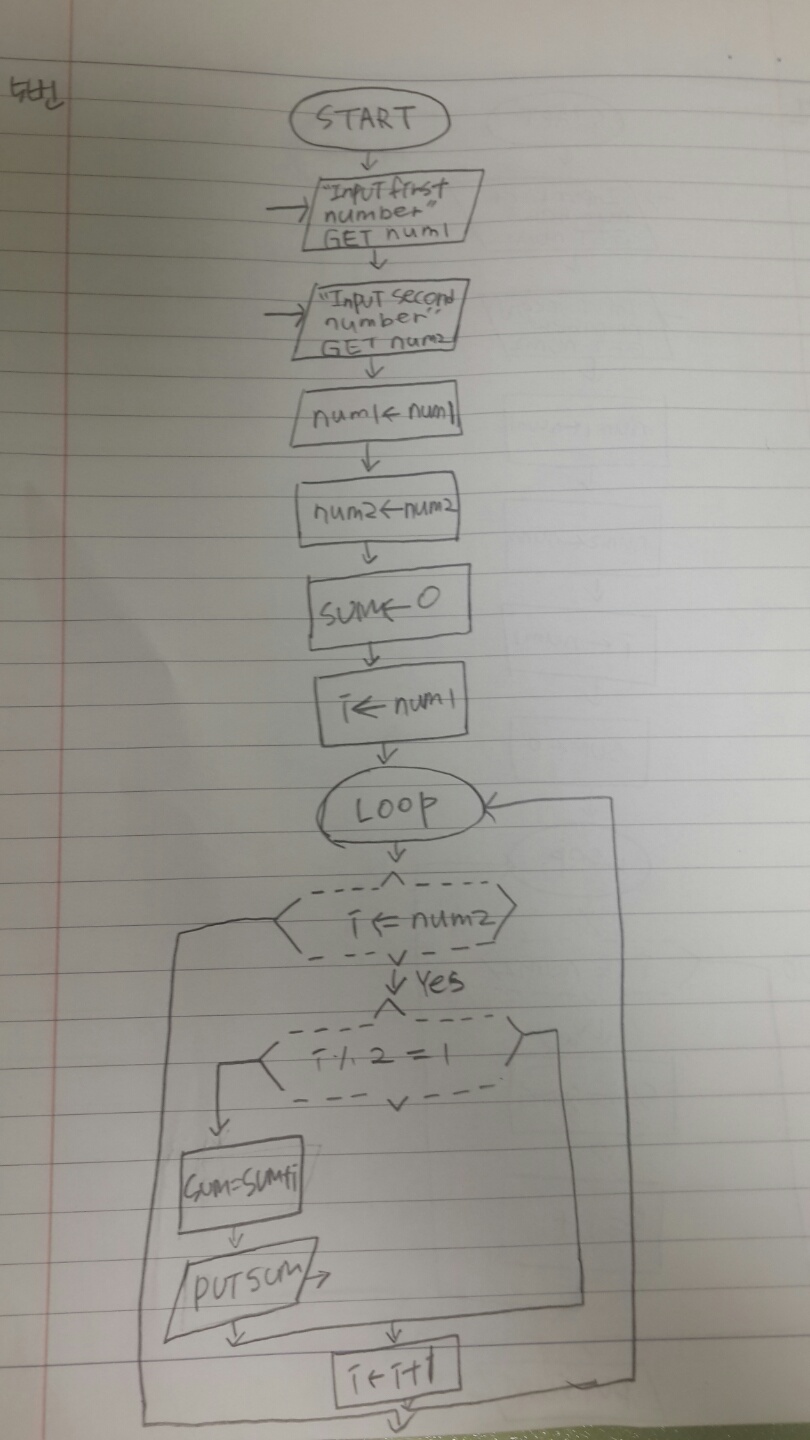 4번
START
"Input first
number"
GET num1
"Input second
number"
GET num2
num1 ← num1
num2 ← num2
SUM ← 0
i ← num1
LOOP
i <= num2
Yes
i % 2 = 1
SUM=SUM+i
PUT SUM
i ← i+1